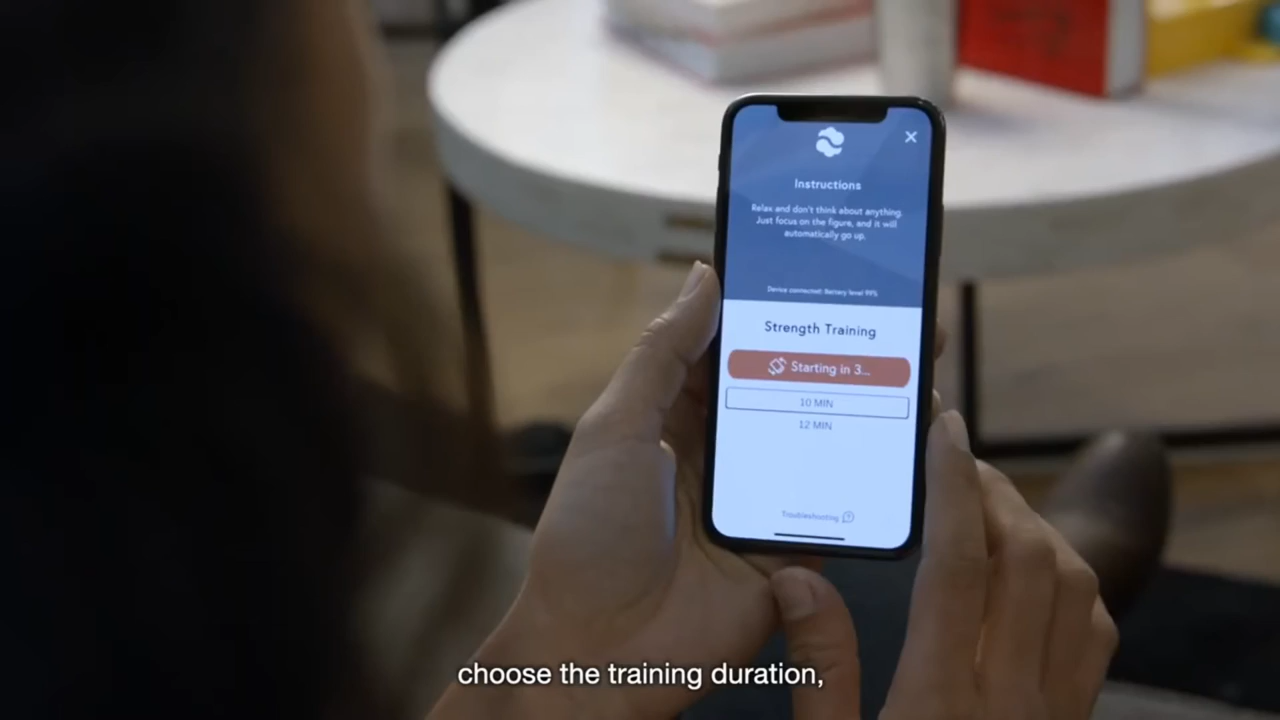 Instructions
Relax and don't think about anything.
Just focus on the figure, and it will
automatically go up.
Device connected: Battery level 99%
Strength Training
Starting in 3...
10 MIN
12 MIN
Troubleshooting
choose the training duration,